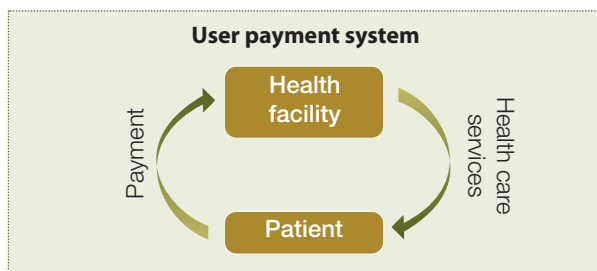 User payment system
Health
facility
Payment
Health care
services
Patient